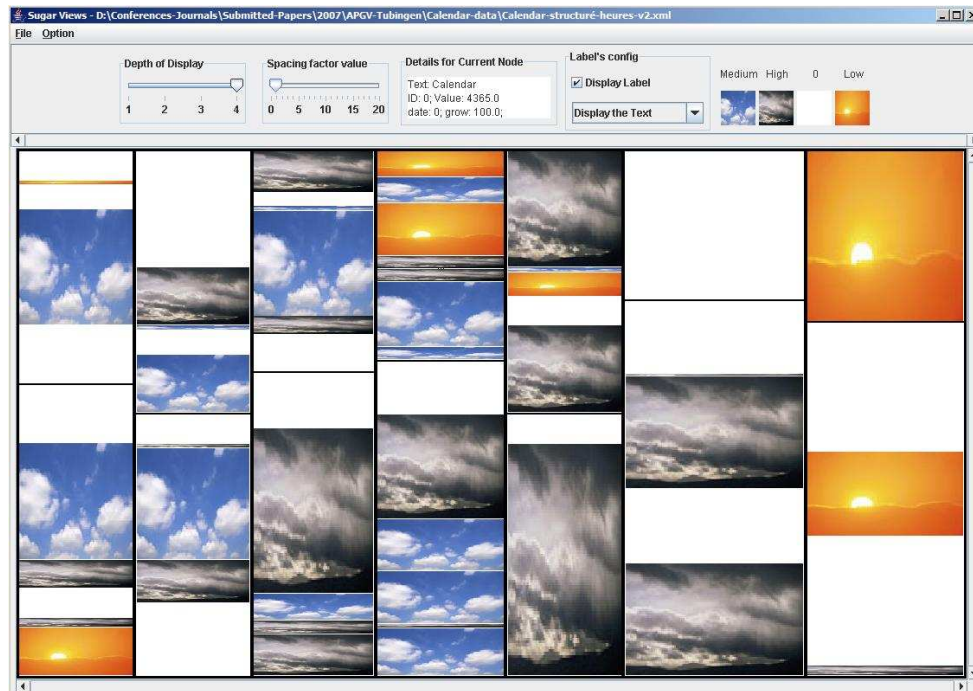 Sugar Views - D:\Conferences-Journals\Submitted-Papers\2007\APGV-Tubingen\Calendar-data\Calendar-structuré-heures-v2.xml
File Option
Depth of Display
1 2 3 4
Spacing factor value
0 5 10 15 20
Details for Current Node
Text: Calendar
ID: 0; Value: 4365.0
date: 0; grow: 100.0;
Label's config
Display Label
Display the Text
Medium High 0 Low